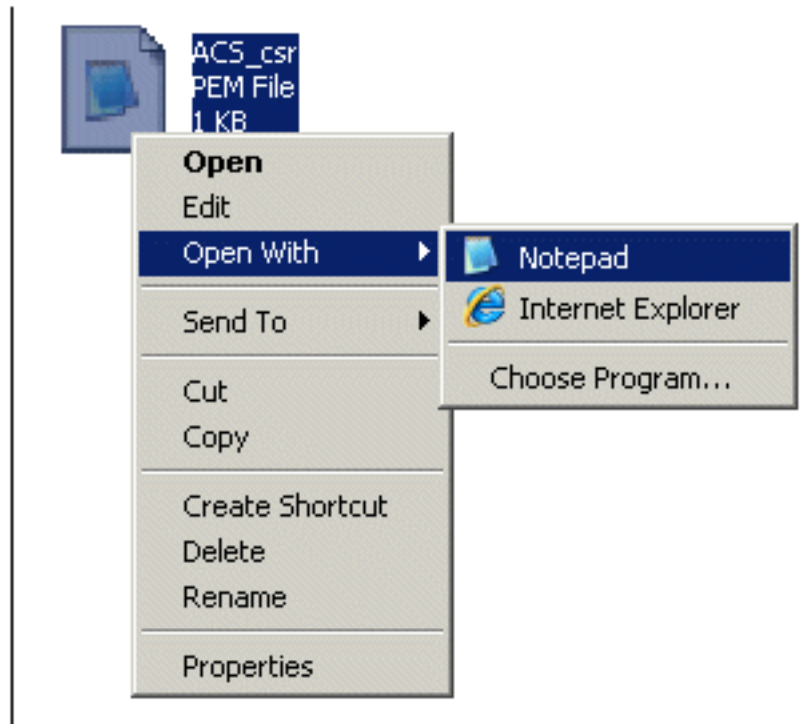 ACS_csr
PEM File
1 KB
Open
Edit
Open With
Notepad
Internet Explorer
Choose Program...
Send To
Cut
Copy
Create Shortcut
Delete
Rename
Properties